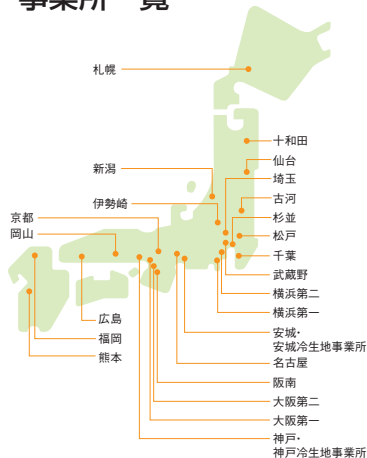 事業所一覧
札幌
十和田
仙台
新潟
埼玉
古河
伊勢崎
杉並
京都
岡山
松戸
千葉
武蔵野
横浜第二
横浜第一
広島
安城・
安城冷生地事業所
福岡
熊本
名古屋
阪南
大阪第二
大阪第一
神戸・
神戸冷生地事業所